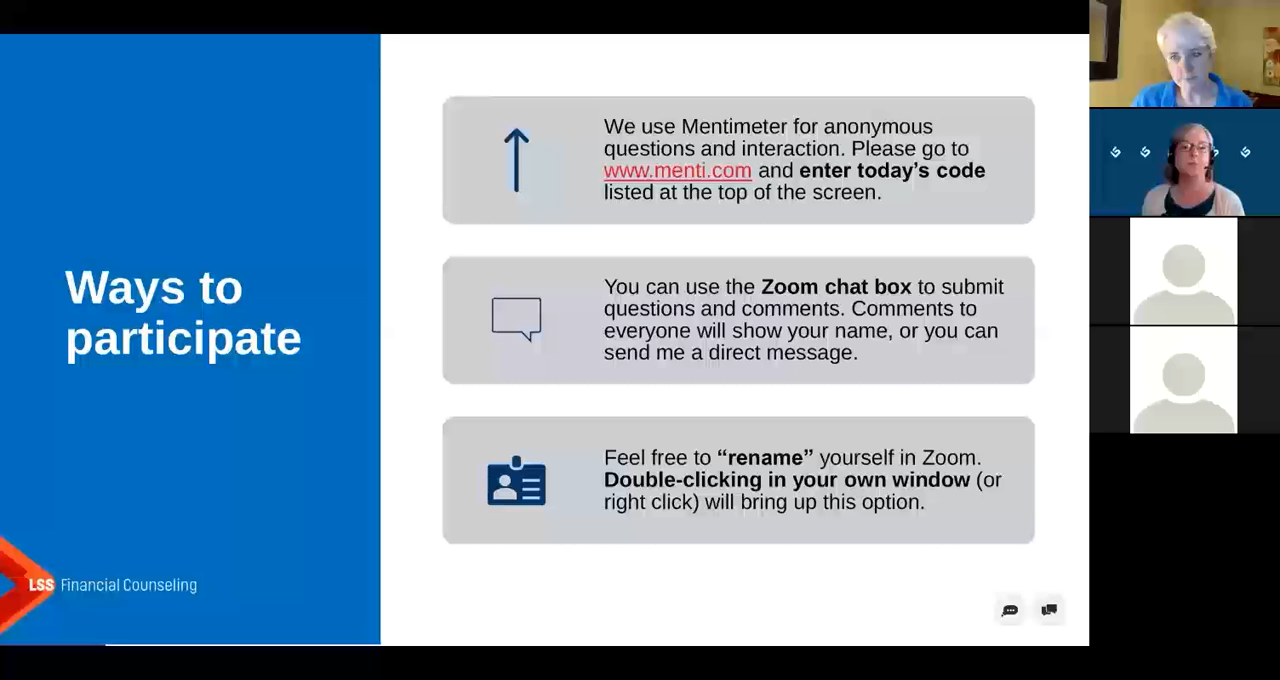 Ways to
participate
We use Mentimeter for anonymous
questions and interaction. Please go to
www.menti.com and enter today’s code
listed at the top of the screen.
You can use the Zoom chat box to submit
questions and comments. Comments to
everyone will show your name, or you can
send me a direct message.
Feel free to “rename” yourself in Zoom.
Double-clicking in your own window (or
right click) will bring up this option.
LSS Financial Counseling